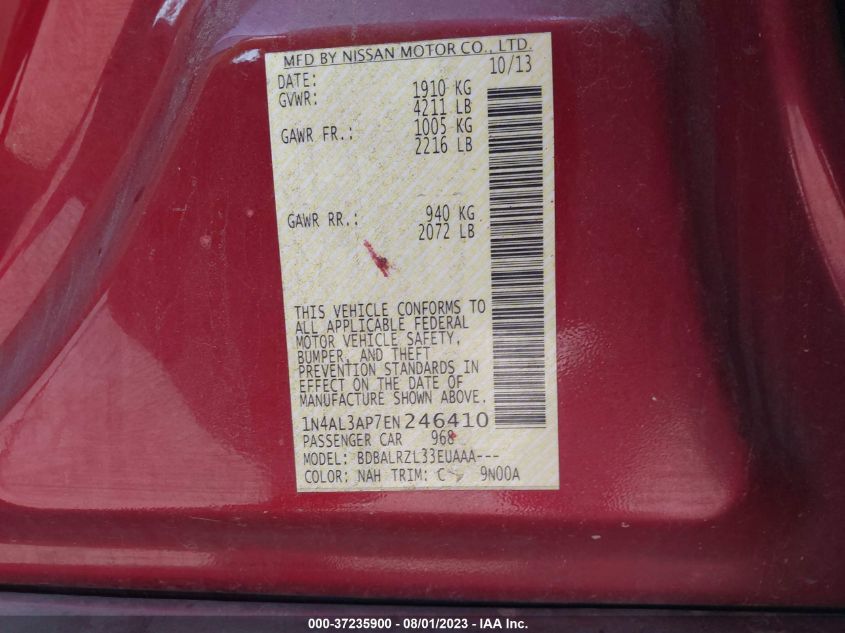 MFD BY NISSAN MOTOR CO., LTD.
DATE: 10/13
GVWR: 1910 KG
4211 LB
GAWR FR.: 1005 KG
2216 LB
GAWR RR.: 940 KG
2072 LB
THIS VEHICLE CONFORMS TO
ALL APPLICABLE FEDERAL
MOTOR VEHICLE SAFETY,
BUMPER, AND THEFT
PREVENTION STANDARDS IN
EFFECT ON THE DATE OF
MANUFACTURE SHOWN ABOVE.
1N4AL3AP7EN246410
PASSENGER CAR 968
MODEL: BDBALRZL33EUAAA---
COLOR: NAH TRIM: C 9N00A
000-37235900 - 08/01/2023 - IAA Inc.